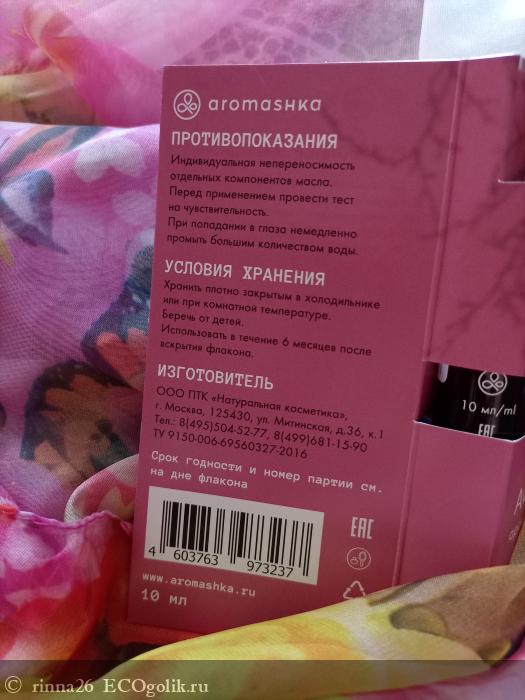 aromashka
ПРОТИВОПОКАЗАНИЯ
Индивидуальная непереносимость
отдельных компонентов масла.
Перед применением провести тест
на чувствительность.
При попадании в глаза немедленно
промыть большим количеством воды.
УСЛОВИЯ ХРАНЕНИЯ
Хранить плотно закрытым в холодильнике
или при комнатной температуре.
Беречь от детей.
Использовать в течение 6 месяцев после
вскрытия флакона.
ИЗГОТОВИТЕЛЬ
ООО ПТК «Натуральная косметика»,
г. Москва, 125430, ул. Митинская, д.36, к.1
Тел.: 8(495)504-52-77, 8(499)681-15-90
ТУ 9150-006-69560327-2016
Срок годности и номер партии см.
на дне флакона
4 603763 973237
EAC
www.aromashka.ru
10 мл
10 мл/ml
EAC
© rinna26 ECOgolik.ru